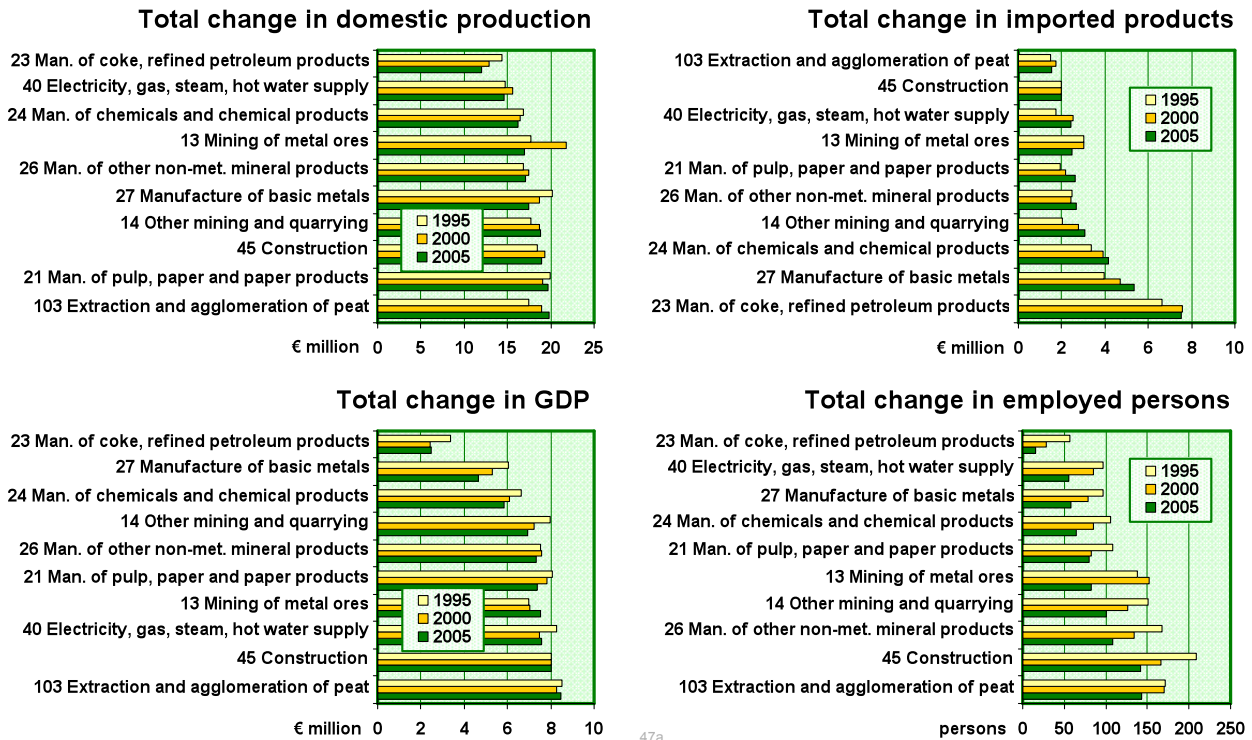 Total change in domestic production
23 Man. of coke, refined petroleum products
40 Electricity, gas, steam, hot water supply
24 Man. of chemicals and chemical products
13 Mining of metal ores
26 Man. of other non-met. mineral products
27 Manufacture of basic metals
14 Other mining and quarrying
45 Construction
21 Man. of pulp, paper and paper products
103 Extraction and agglomeration of peat
1995
2000
2005
€ million 0 5 10 15 20 25
Total change in imported products
103 Extraction and agglomeration of peat
45 Construction
40 Electricity, gas, steam, hot water supply
13 Mining of metal ores
21 Man. of pulp, paper and paper products
26 Man. of other non-met. mineral products
14 Other mining and quarrying
24 Man. of chemicals and chemical products
27 Manufacture of basic metals
23 Man. of coke, refined petroleum products
1995
2000
2005
€ million 0 2 4 6 8 10
Total change in GDP
23 Man. of coke, refined petroleum products
27 Manufacture of basic metals
24 Man. of chemicals and chemical products
14 Other mining and quarrying
26 Man. of other non-met. mineral products
21 Man. of pulp, paper and paper products
13 Mining of metal ores
40 Electricity, gas, steam, hot water supply
45 Construction
103 Extraction and agglomeration of peat
1995
2000
2005
€ million 0 2 4 6 8 10
Total change in employed persons
23 Man. of coke, refined petroleum products
40 Electricity, gas, steam, hot water supply
27 Manufacture of basic metals
24 Man. of chemicals and chemical products
21 Man. of pulp, paper and paper products
13 Mining of metal ores
14 Other mining and quarrying
26 Man. of other non-met. mineral products
45 Construction
103 Extraction and agglomeration of peat
1995
2000
2005
persons 0 50 100 150 200 250
47a